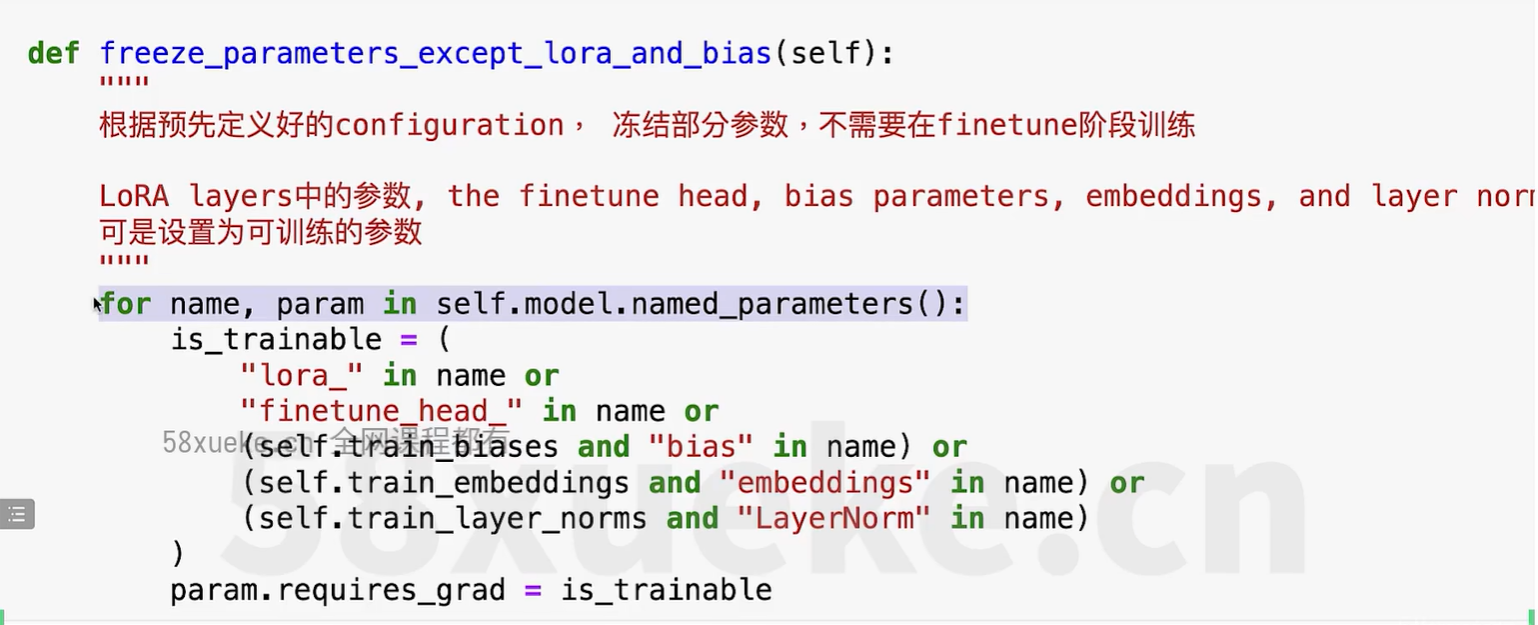 def freeze_parameters_except_lora_and_bias(self):
"""
根据预先定义好的configuration， 冻结部分参数，不需要在finetune阶段训练
LoRA layers中的参数, the finetune head, bias parameters, embeddings, and layer norm
可是设置为可训练的参数
"""
for name, param in self.model.named_parameters():
is_trainable = (
"lora_" in name or
"finetune_head_" in name or
58xueke.cn 全网课程都有
(self.train_biases and "bias" in name) or
(self.train_embeddings and "embeddings" in name) or
(self.train_layer_norms and "LayerNorm" in name)
58xueke.cn
)
param.requires_grad = is_trainable